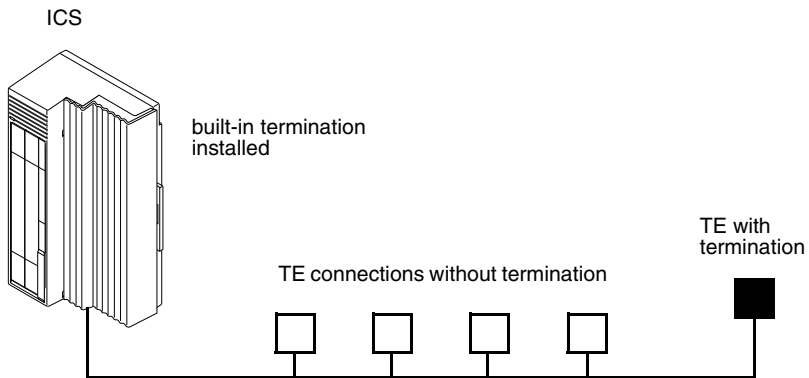 ICS
built-in termination
installed
TE with
termination
TE connections without termination